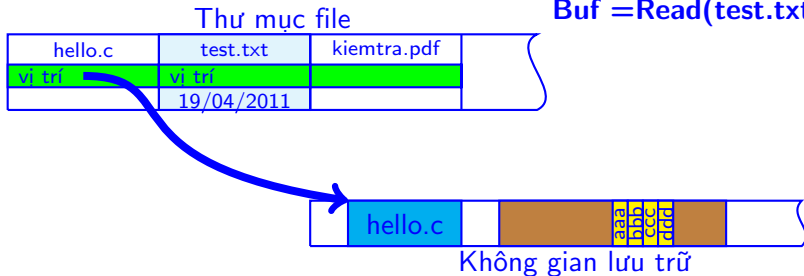 Thư mục file
Buf =Read(test.txt
hello.c test.txt kiemtra.pdf
vị trí vị trí
19/04/2011
hello.c aaa bbb ccc ddd
Không gian lưu trữ